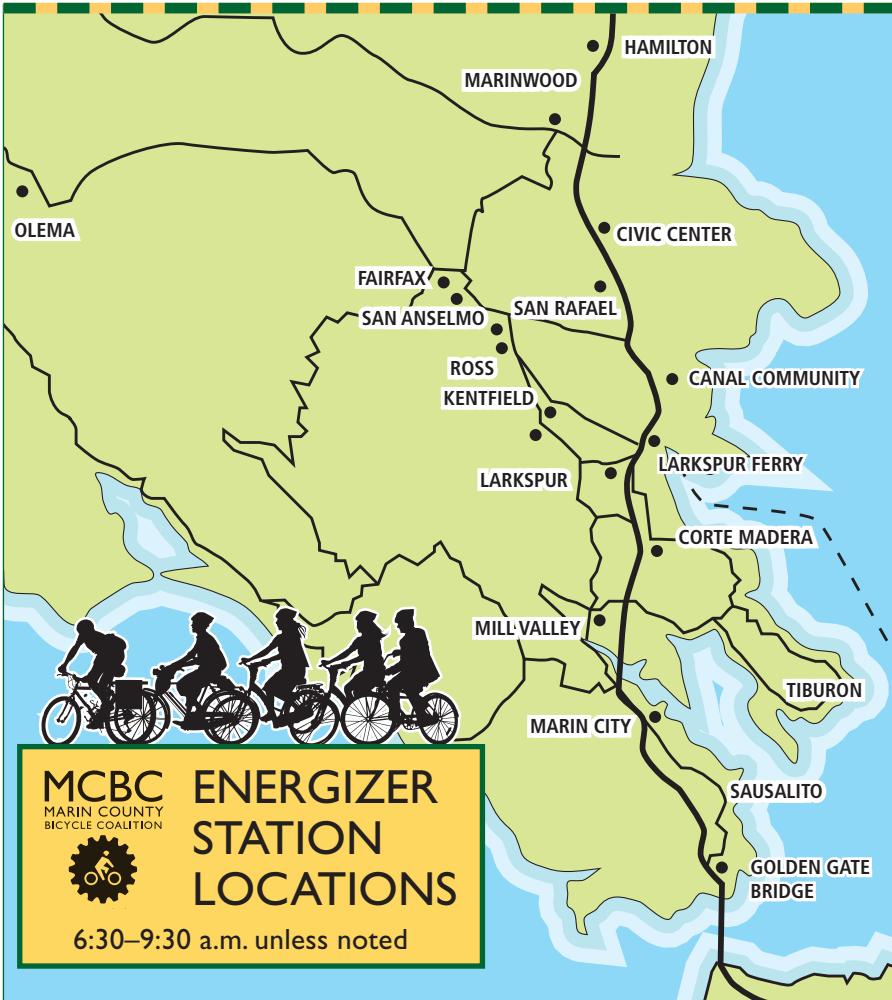 HAMILTON
MARINWOOD
OLEMA
CIVIC CENTER
FAIRFAX
SAN RAFAEL
SAN ANSELMO
ROSS
CANAL COMMUNITY
KENTFIELD
LARKSPUR FERRY
LARKSPUR
CORTE MADERA
MILL VALLEY
TIBURON
MARIN CITY
SAUSALITO
GOLDEN GATE
BRIDGE
MCBC
MARIN COUNTY
BICYCLE COALITION
ENERGIZER
STATION
LOCATIONS
6:30–9:30 a.m. unless noted